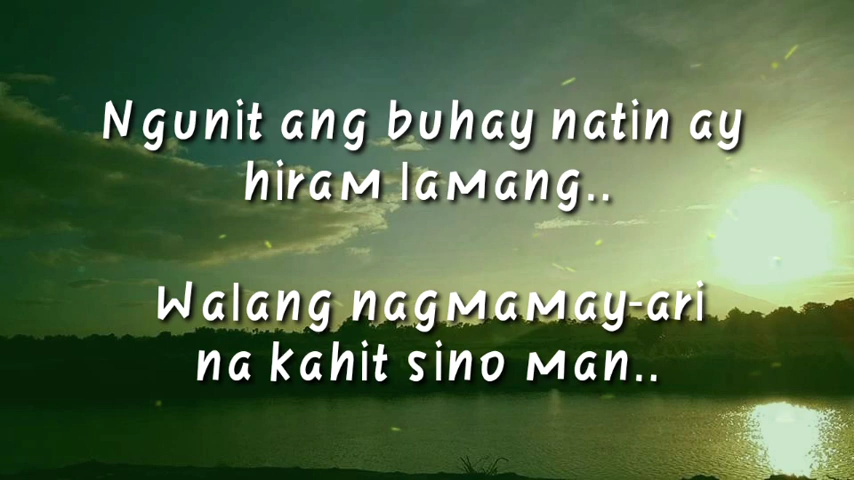 Ngunit ang buhay natin ay
hiram lamang..
Walang nagmamay-ari
na kahit sino man..